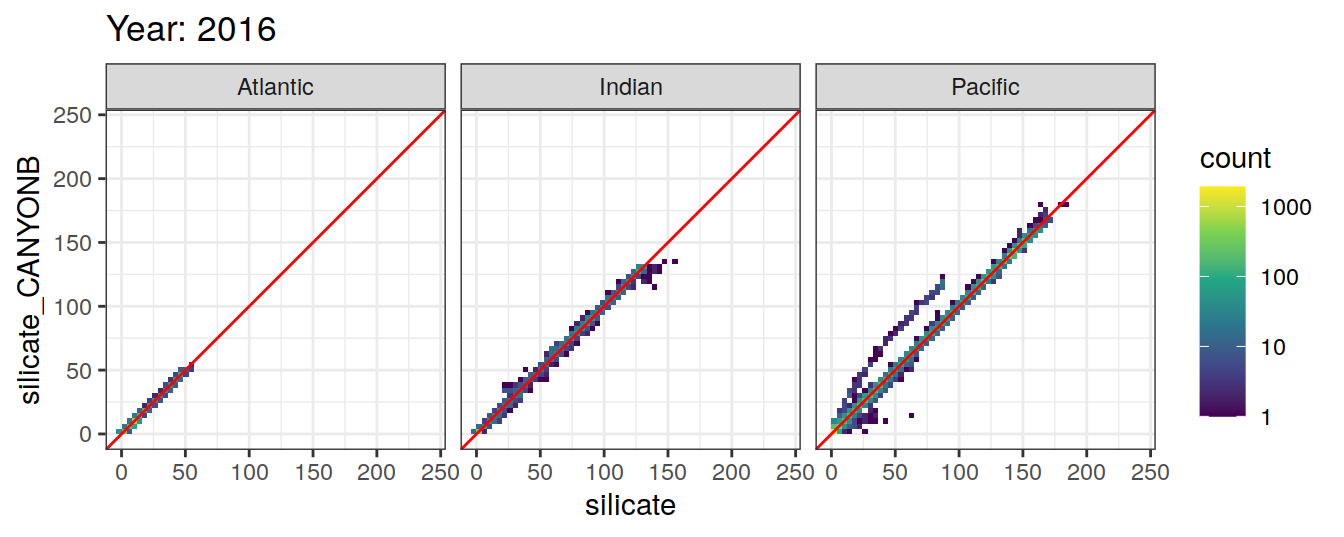 Year: 2016
Atlantic
Indian
Pacific
silicate_CANYONB
250
200
150
100
50
0
0 50 100 150 200 250
0 50 100 150 200 250
0 50 100 150 200 250
silicate
count
1000
100
10
1